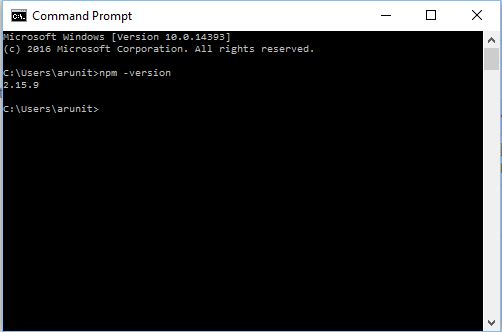 Command Prompt
Microsoft Windows [Version 10.0.14393]
(c) 2016 Microsoft Corporation. All rights reserved.
C:\Users\arunit>npm -version
2.15.9
C:\Users\arunit>